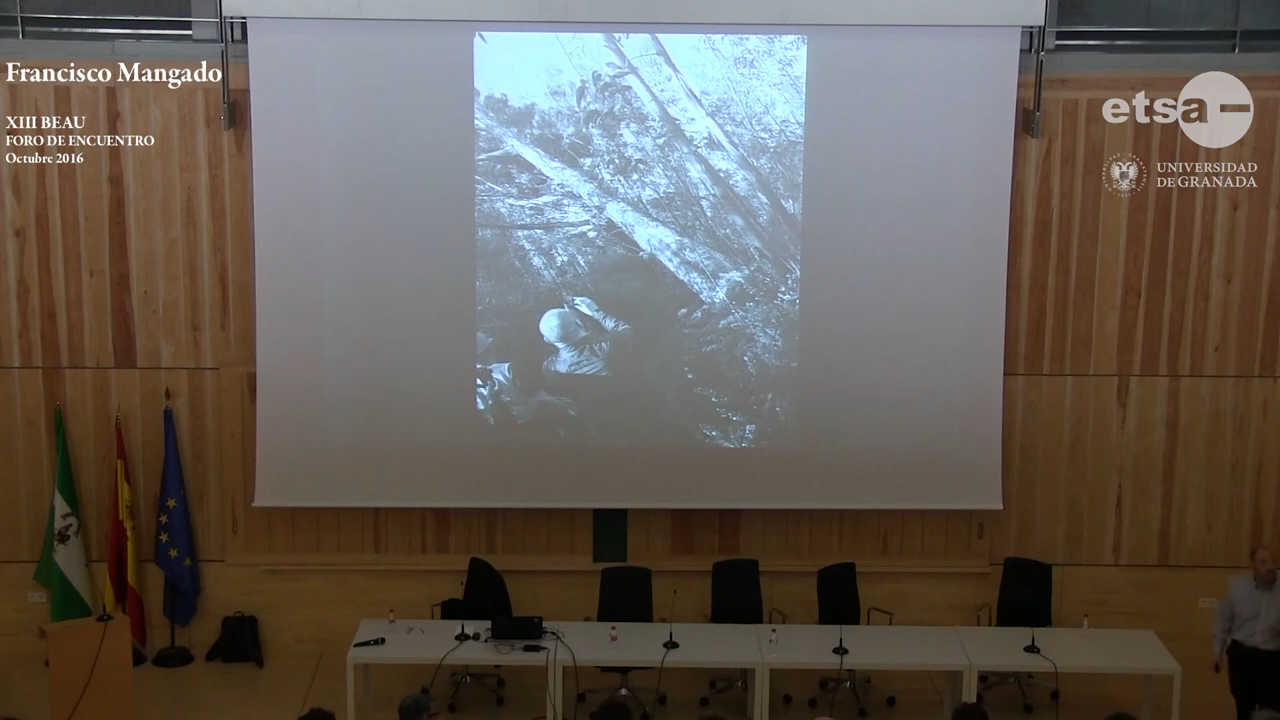 Francisco Mangado
XIII BEAU
FORO DE ENCUENTRO
Octubre 2016
etsa
UNIVERSIDAD
DE GRANADA